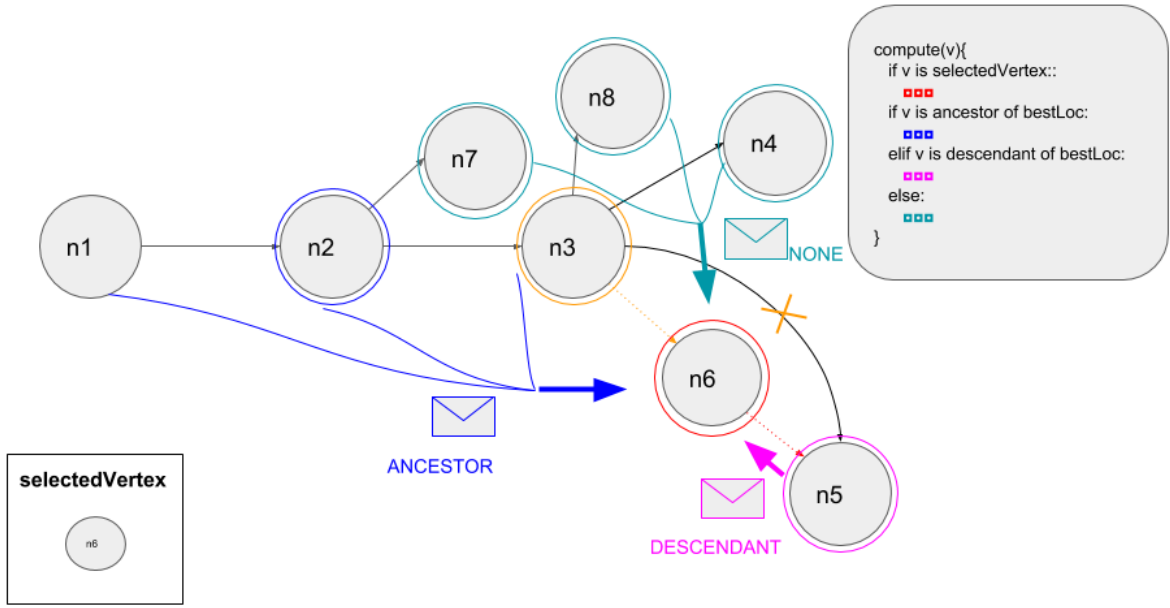 compute(v){
if v is selectedVertex::
if v is ancestor of bestLoc:
elif v is descendant of bestLoc:
else:
}
n8
n4
n7
n1
n2
n3
NONE
n6
ANCESTOR
selectedVertex
n6
n5
DESCENDANT